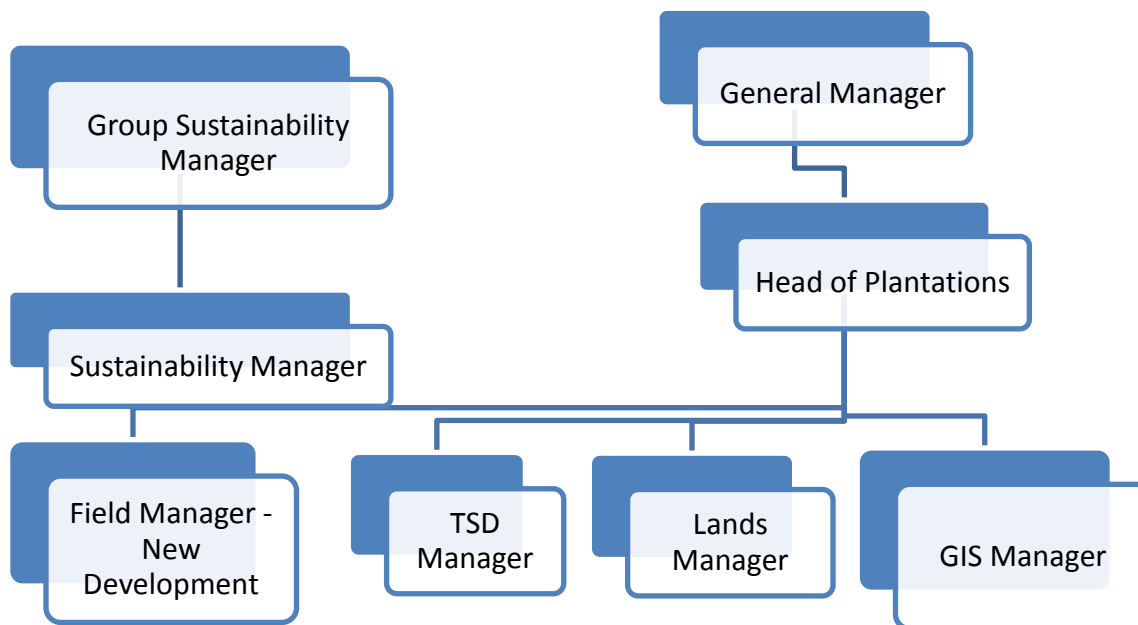 Group Sustainability
Manager
General Manager
Head of Plantations
Sustainability Manager
Field Manager -
New
Development
TSD
Manager
Lands
Manager
GIS Manager